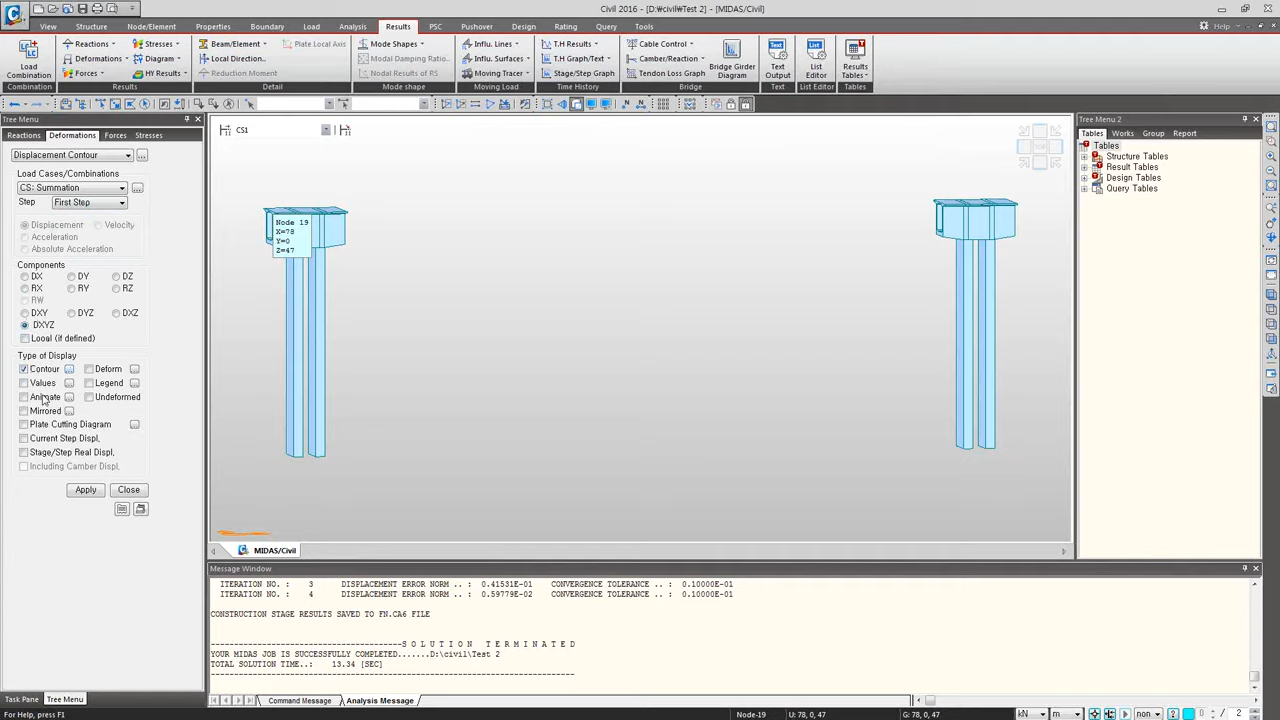 Civil 2016 - [D:\civil\Test 2] - [MIDAS/Civil]
View Structure Node/Element Properties Boundary Load Analysis Results PSC Pushover Design Rating Query Tools Help
Load Combination
Combination
Reactions
Deformations
Forces
Stresses
Diagram
HY Results
Results
Beam/Element
Local Direction..
Reduction Moment
Plate Local Axis
Detail
Mode Shapes
Modal Damping Ratio..
Nodal Results of RS
Mode shape
Influ. Lines
Influ. Surfaces
Moving Tracer
Moving Load
T.H Results
T.H Graph/Text
Stage/Step Graph
Time History
Cable Control
Camber/Reaction
Tendon Loss Graph
Bridge Girder Diagram
Bridge
Text Output
Text
List Editor
List Editor
Results Tables
Tables
Tree Menu
Reactions Deformations Forces Stresses
Displacement Contour
Load Cases/Combinations
CS: Summation
Step First Step
Displacement Velocity
Acceleration
Absolute Acceleration
Components
DX DY DZ
RX RY RZ
RW
DXY DYZ DXZ
DXYZ
Local (if defined)
Type of Display
Contour Deform
Values Legend
Animate Undeformed
Mirrored
Plate Cutting Diagram
Current Step Displ.
Stage/Step Real Displ.
Including Camber Displ.
Apply Close
Task Pane Tree Menu
CS1
Node 19
X=78
Y=0
Z=47
MIDAS/Civil
Message Window
ITERATION NO. : 3 DISPLACEMENT ERROR NORM .. : 0.41531E-01 CONVERGENCE TOLERANCE .. : 0.10000E-01
ITERATION NO. : 4 DISPLACEMENT ERROR NORM .. : 0.59779E-02 CONVERGENCE TOLERANCE .. : 0.10000E-01
CONSTRUCTION STAGE RESULTS SAVED TO FN.CA6 FILE
S O L U T I O N T E R M I N A T E D
YOUR MIDAS JOB IS SUCCESSFULLY COMPLETED.......D:\civil\Test 2
TOTAL SOLUTION TIME..: 13.34 [SEC]
Command Message Analysis Message
Tree Menu 2
Tables Works Group Report
Tables
Structure Tables
Result Tables
Design Tables
Query Tables
For Help, press F1
Node-19 U: 78, 0, 47 G: 78, 0, 47 kN m non / 2